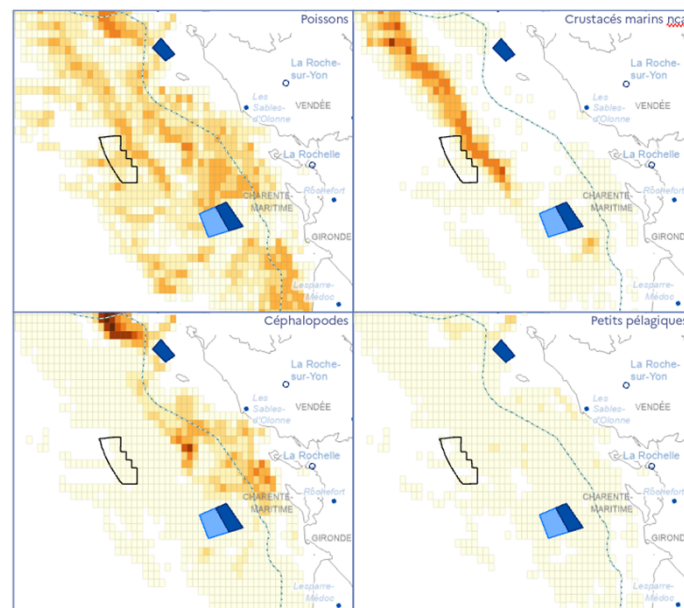 Poissons
La Roche-
sur-Yon
Les Sables-
d'Olonne
VENDÉE
La Rochelle
Rochefort
CHARENTE-
MARITIME
GIRONDE
Lesparre-
Médoc
Crustacés marins nca
La Roche-
sur-Yon
Les
Sables-
d'Olonne
VENDÉE
La Rochelle
Rochefort
CHARENTE-
MARITIME
GIRONDE
Lesparre-
Médoc
Céphalopodes
La Roche-
sur-Yon
Les
Sables-
d'Olonne
VENDÉE
La Rochelle
Rochefort
CHARENTE-
MARITIME
GIRONDE
Lesparre-
Médoc
Petits pélagiques
La Roche-
sur-Yon
Les
Sables-
d'Olonne
VENDÉE
La Rochelle
Rochefort
CHARENTE-
MARITIME
GIRONDE
Lesparre-
Médoc